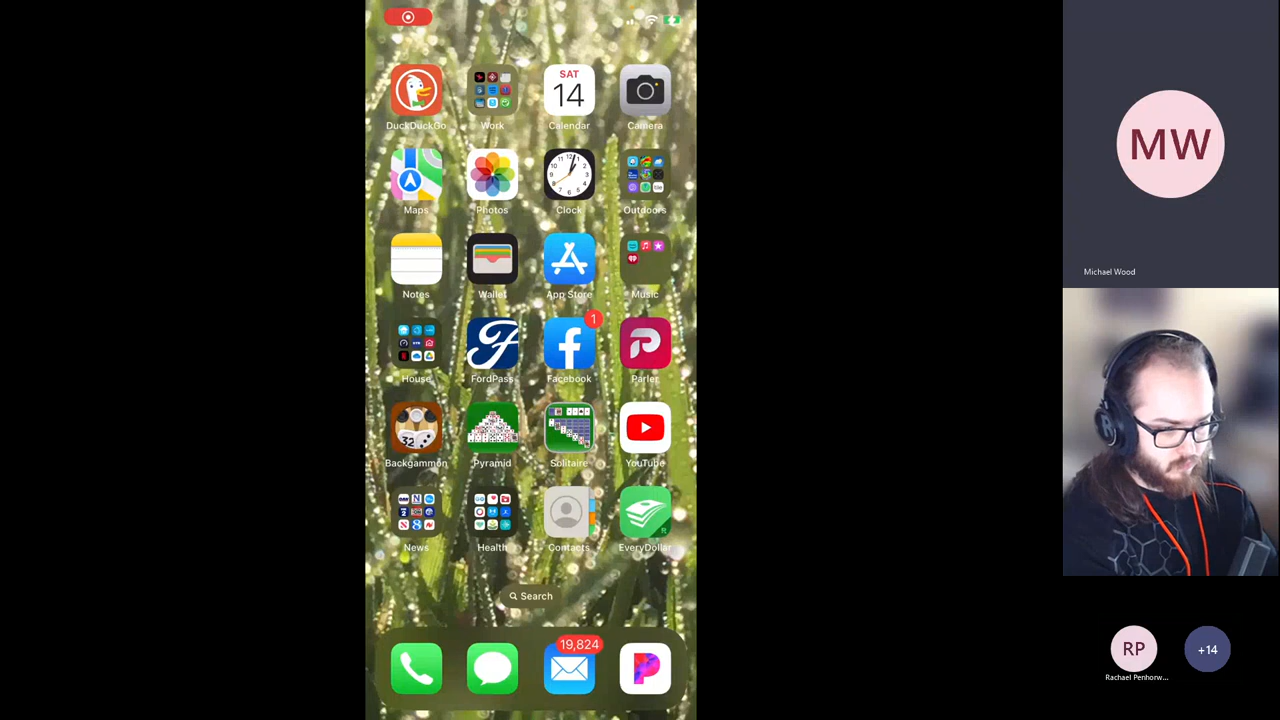 DuckDuckGo
Work
SAT
14
Calendar
Camera
Maps
Photos
Clock
Outdoors
Notes
Wallet
App Store
Music
House
FordPass
1
Facebook
Parler
Backgammon
Pyramid
Solitaire
YouTube
News
Health
Contacts
EveryDollar
Search
19,824
MW
Michael Wood
RP
Rachael Penhorw...
+14